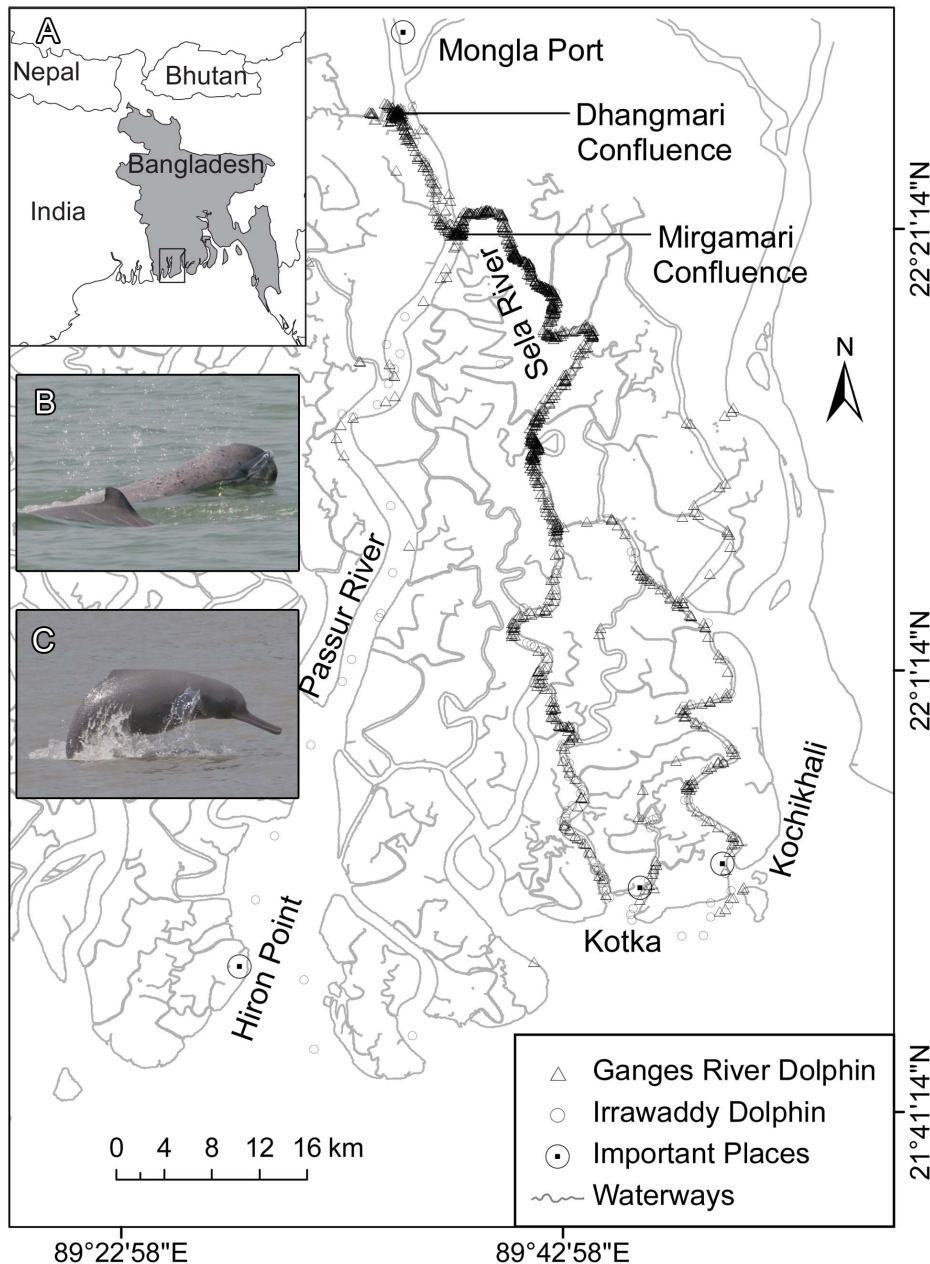 A
Nepal
Bhutan
Bangladesh
India
Mongla Port
Dhangmari
Confluence
Mirgamari
Confluence
22°21'14"N
Sela River
N
B
Passur River
C
22°1'14"N
Kochikhali
Kotka
Hiron Point
Ganges River Dolphin
Irrawaddy Dolphin
Important Places
Waterways
21°41'14"N
0 4 8 12 16 km
89°22'58"E
89°42'58"E